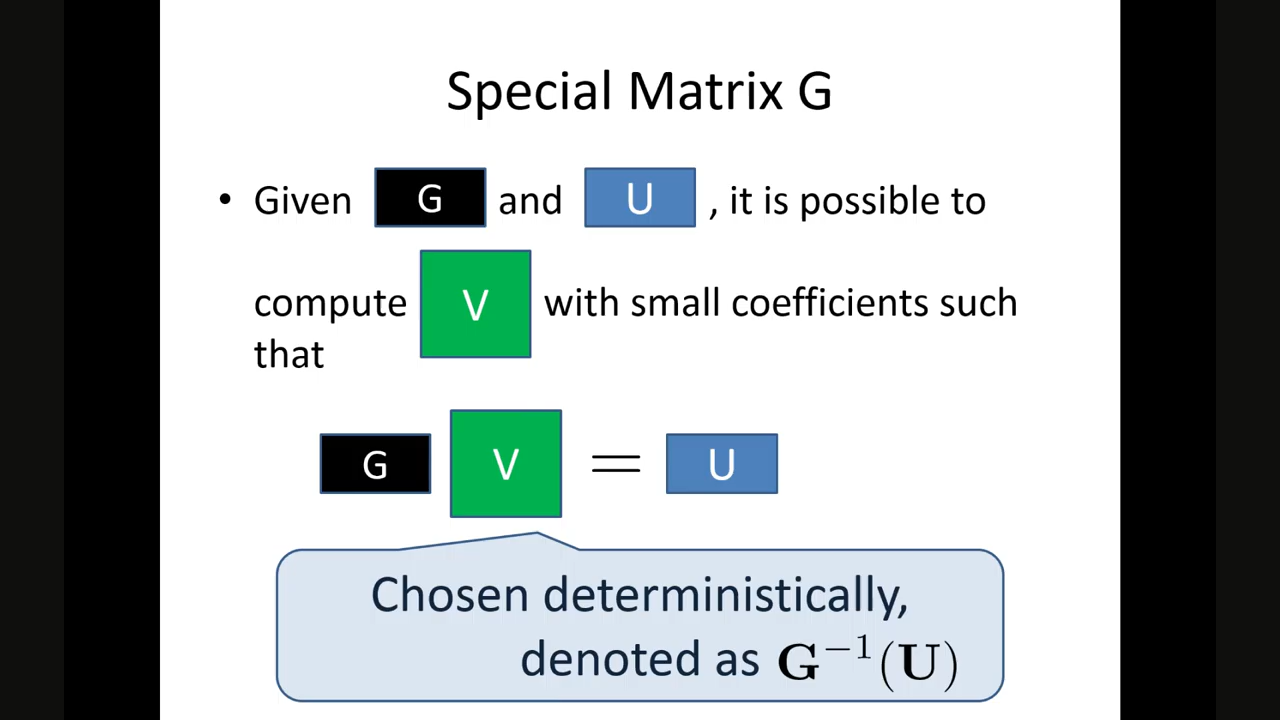 Special Matrix G
• Given G and U , it is possible to
compute V with small coefficients such
that
G V = U
Chosen deterministically,
denoted as G⁻¹(U)